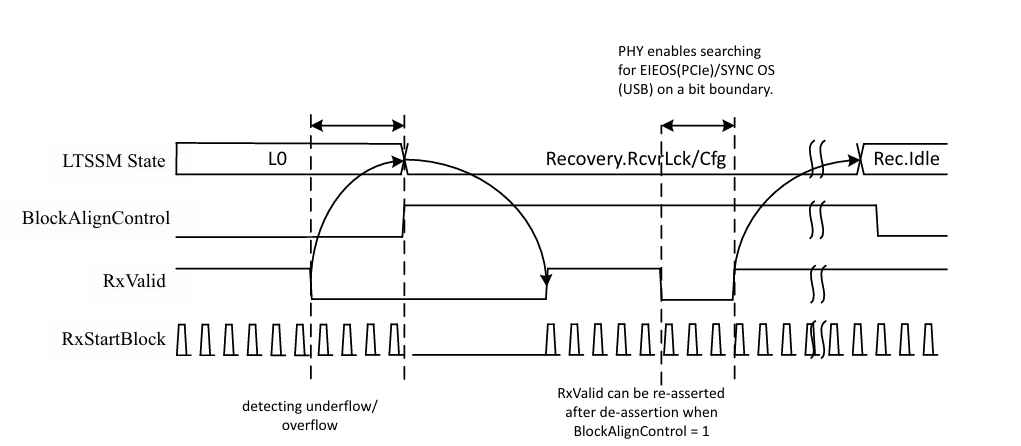 PHY enables searching
for EIEOS(PCIe)/SYNC OS
(USB) on a bit boundary.
LTSSM State
L0
Recovery.RcvrLck/Cfg
Rec.Idle
BlockAlignControl
RxValid
RxStartBlock
detecting underflow/
overflow
RxValid can be re-asserted
after de-assertion when
BlockAlignControl = 1